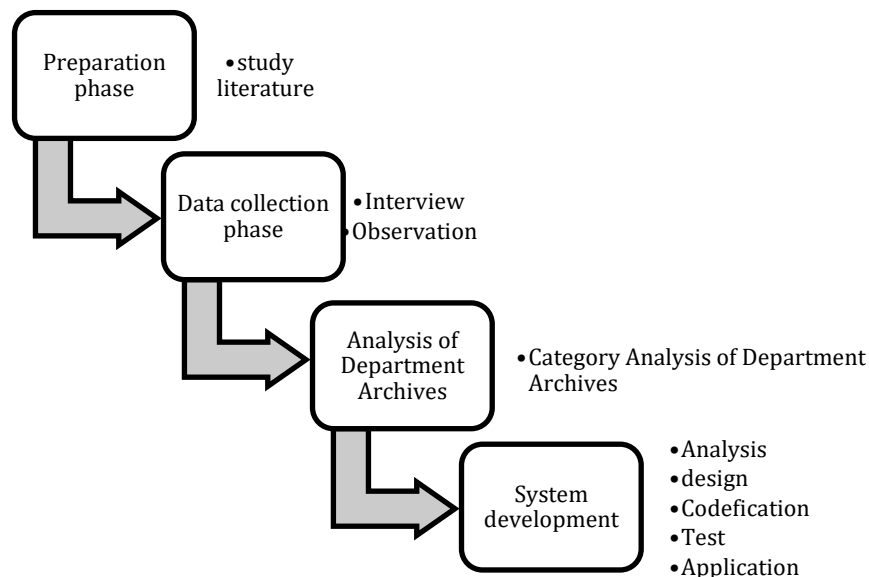 Preparation
phase
•study
literature
Data collection
phase
•Interview
•Observation
Analysis of
Department
Archives
•Category Analysis of Department
Archives
System
development
•Analysis
•design
•Codefication
•Test
•Application